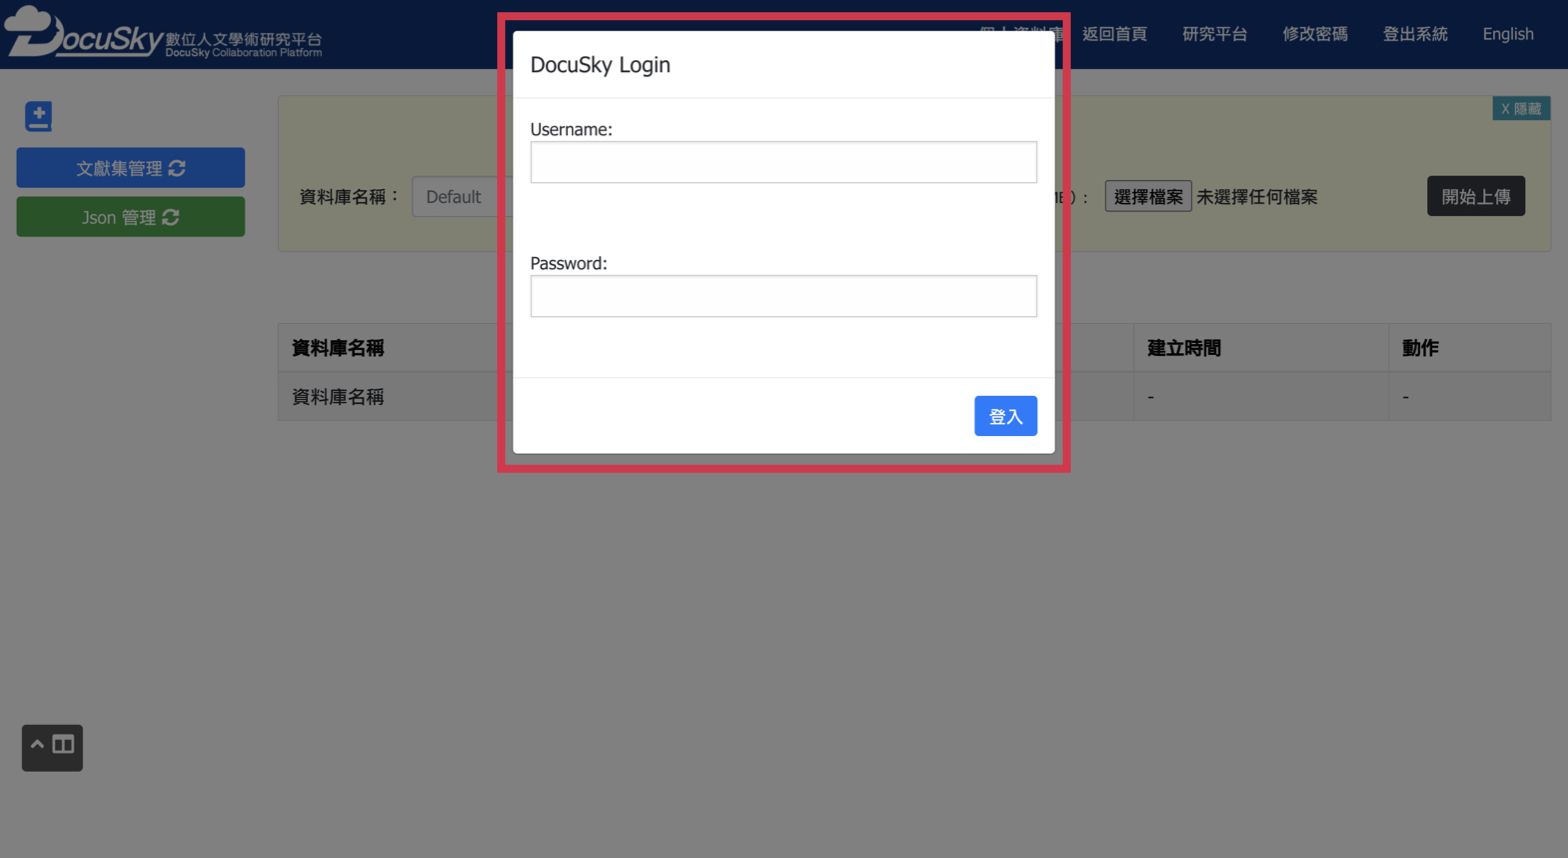 DocuSky 數位人文學術研究平台
DocuSky Collaboration Platform
返回首頁 研究平台 修改密碼 登出系統 English
DocuSky Login
X 隱藏
Username:
文獻集管理
資料庫名稱： Default
選擇檔案 未選擇任何檔案 開始上傳
Json 管理
Password:
資料庫名稱 建立時間 動作
資料庫名稱 - -
登入